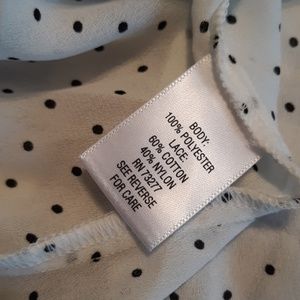 BODY:
100% POLYESTER
LACE:
60% COTTON
40% NYLON
RN 73277
SEE REVERSE
FOR CARE